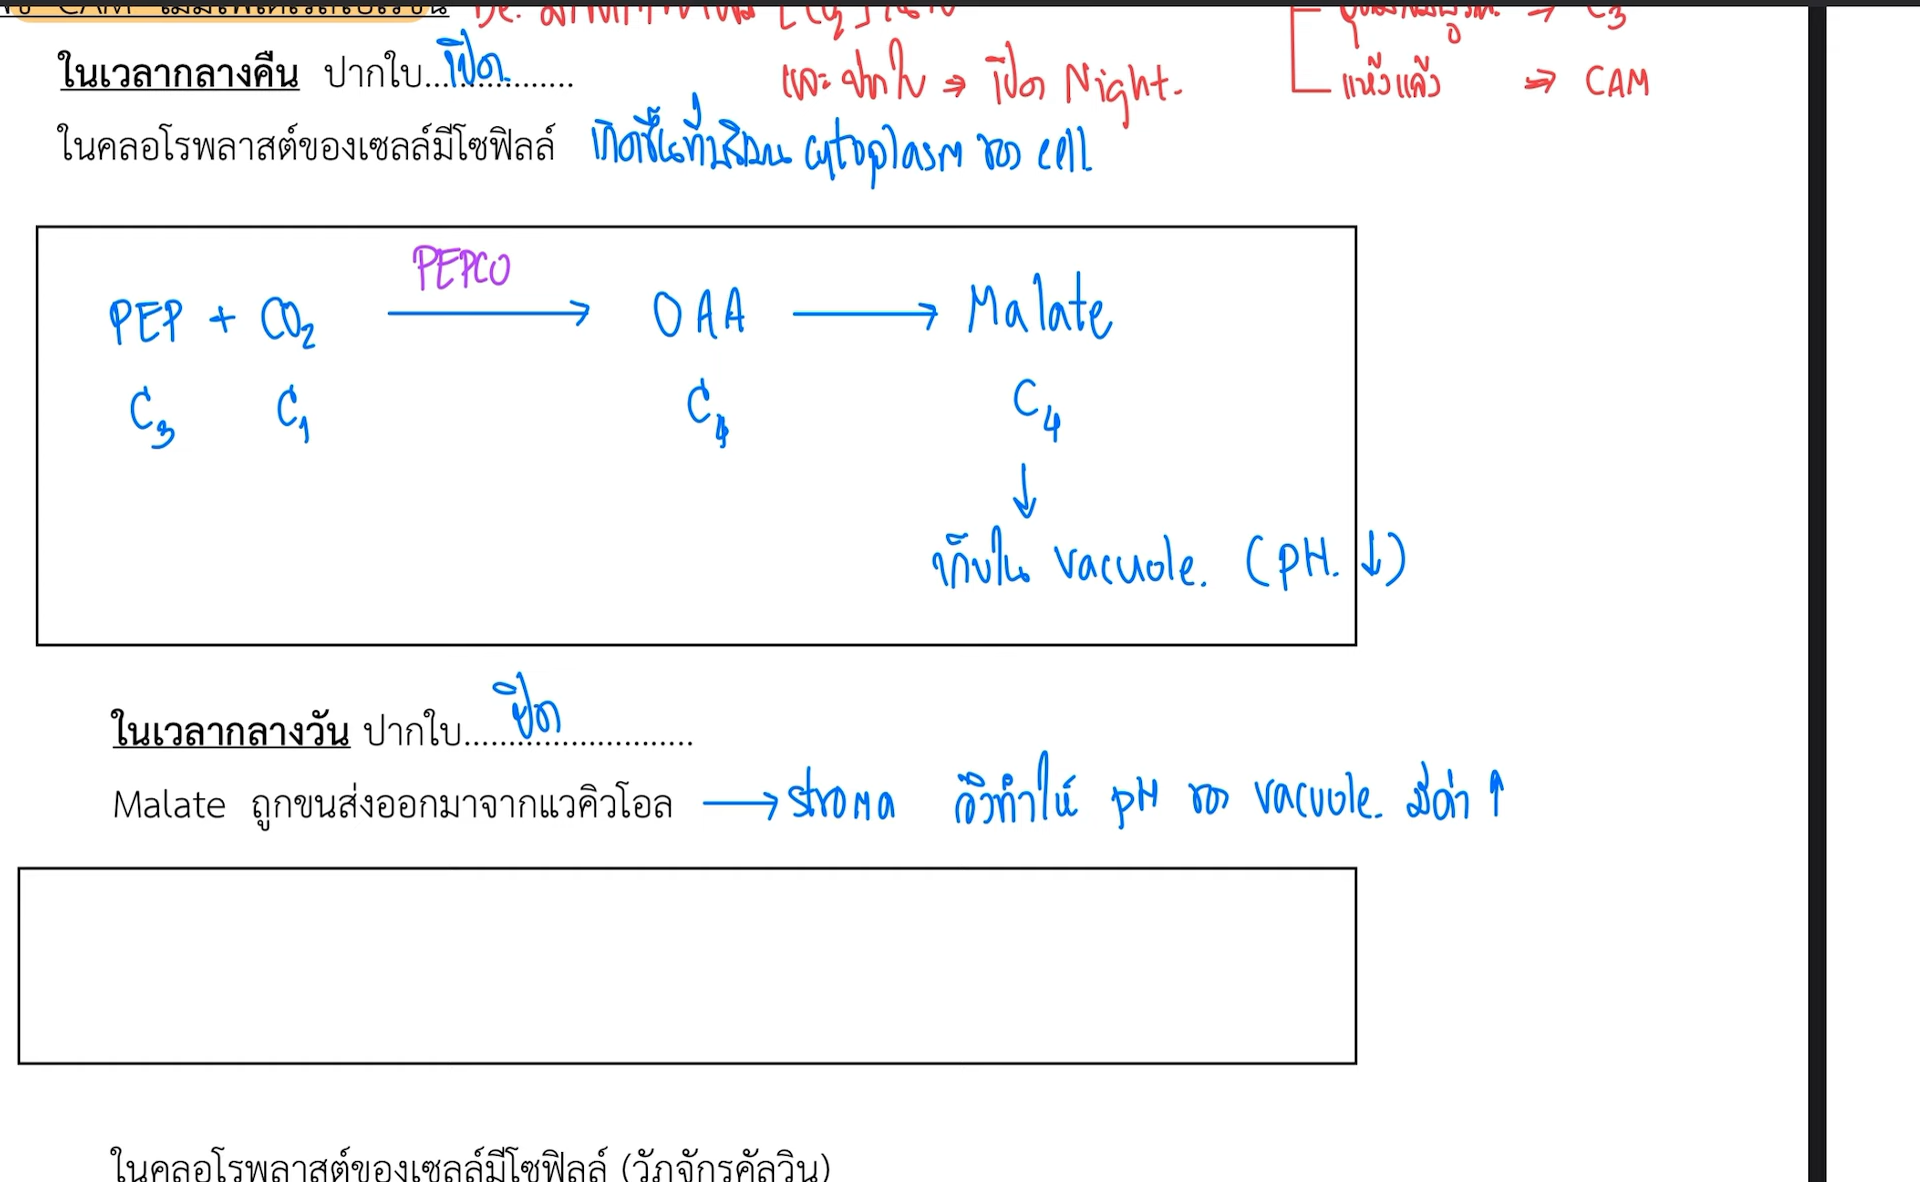 ในเวลากลางคืน ปากใบ...เปิด...............
และ ปากใบ → เปิด Night.
แห้งแล้ง ⇒ CAM
ในคลอโรพลาสต์ของเซลล์มีโซฟิลล์ เกิดขึ้นที่บริเวณ cytoplasm ของ cell
PEPCO
PEP + CO₂ → OAA → Malate
C₃ C₁ C₄ C₄
↓
เก็บใน vacuole. (pH. ↓)
ในเวลากลางวัน ปากใบ.....ปิด....................
Malate ถูกขนส่งออกมาจากแวคิวโอล → stroma จึงทำให้ pH ของ vacuole. มีค่า ↑
ในคลอโรพลาสต์ของเซลล์มีโซฟิลล์ (วัฏจักรคัลวิน)